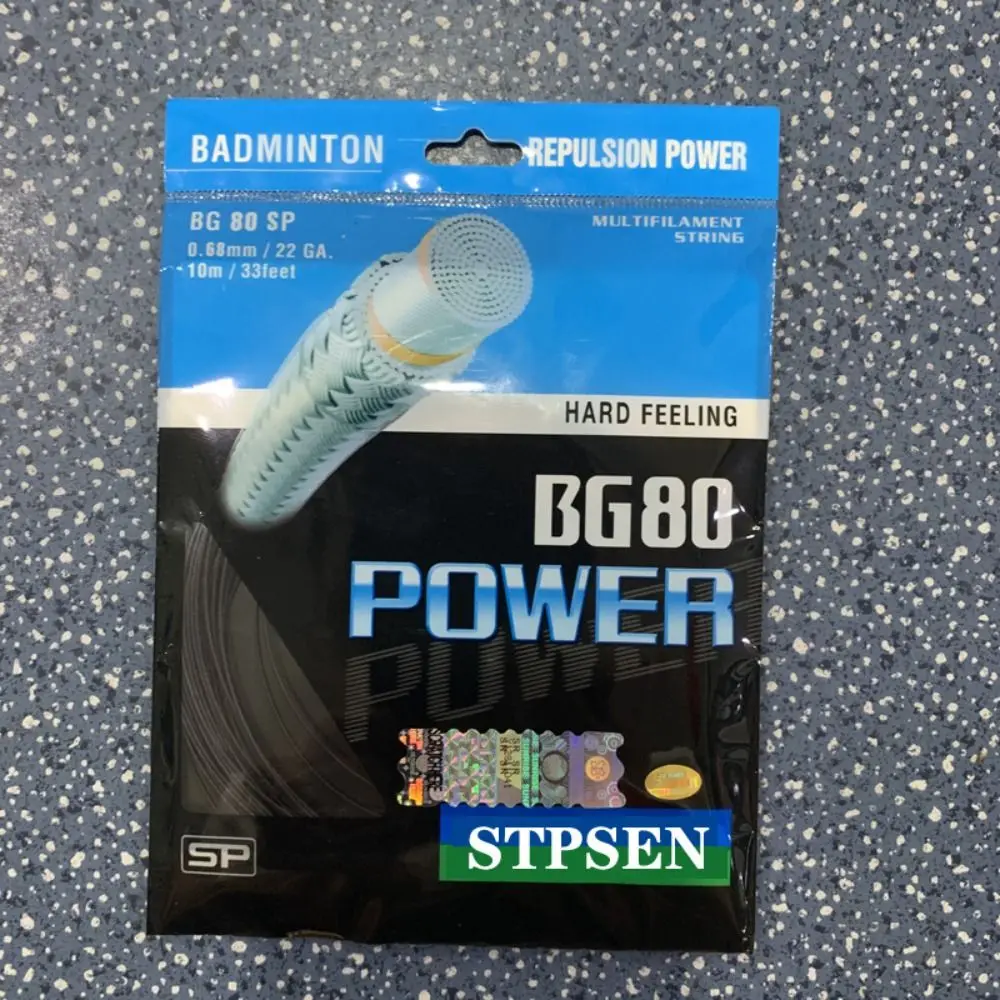 BADMINTON
REPULSION POWER
BG 80 SP
0.68mm / 22 GA.
10m / 33feet
MULTIFILAMENT
STRING
HARD FEELING
BG80
POWER
POWER
SUNRISE
SP
STPSEN